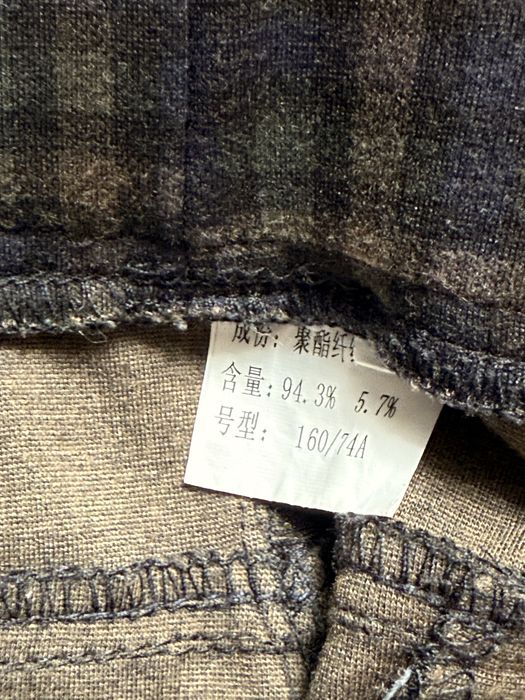 成份：聚酯纤
含量：94.3% 5.7%
号型： 160/74A